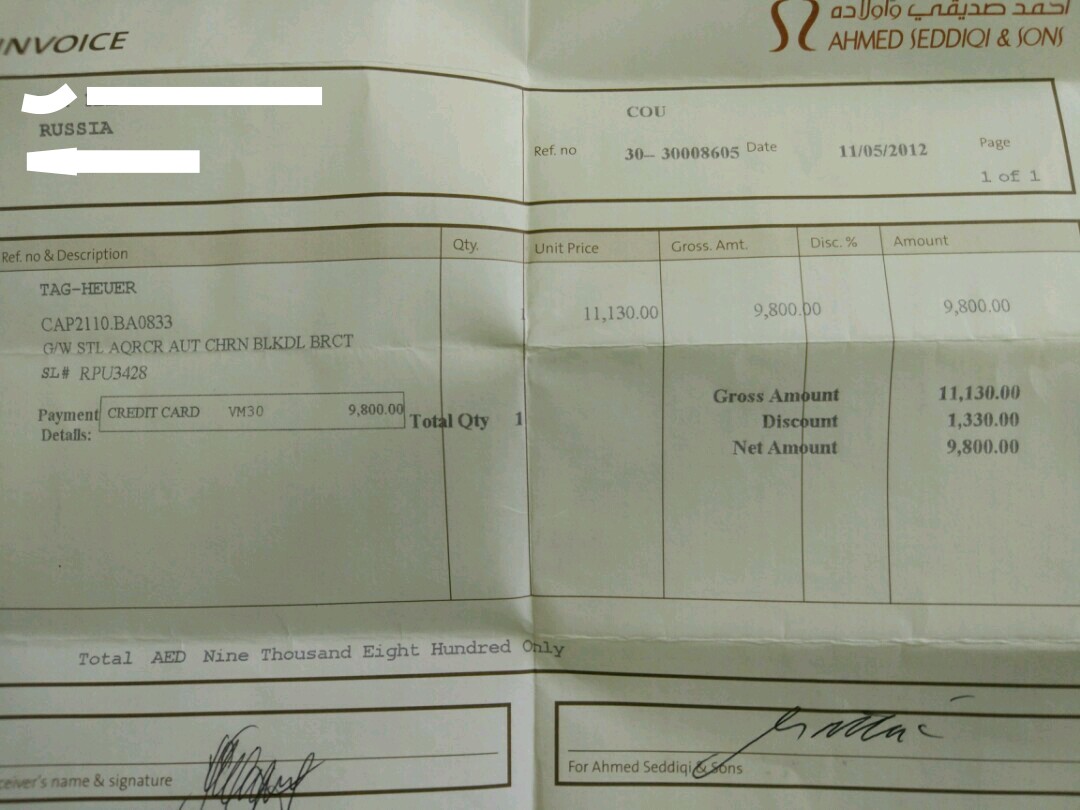 INVOICE
احمد صديقي وأولاده
AHMED SEDDIQI & SONS
RUSSIA
COU
Ref. no 30– 30008605 Date 11/05/2012 Page
1 of 1
Ref. no & Description Qty. Unit Price Gross. Amt. Disc. % Amount
TAG-HEUER
CAP2110.BA0833 1 11,130.00 9,800.00 9,800.00
G/W STL AQRCR AUT CHRN BLKDL BRCT
SL# RPU3428
Payment Details: CREDIT CARD VM30 9,800.00 Total Qty 1
Gross Amount 11,130.00
Discount 1,330.00
Net Amount 9,800.00
Total AED Nine Thousand Eight Hundred Only
ceiver's name & signature
For Ahmed Seddiqi & Sons